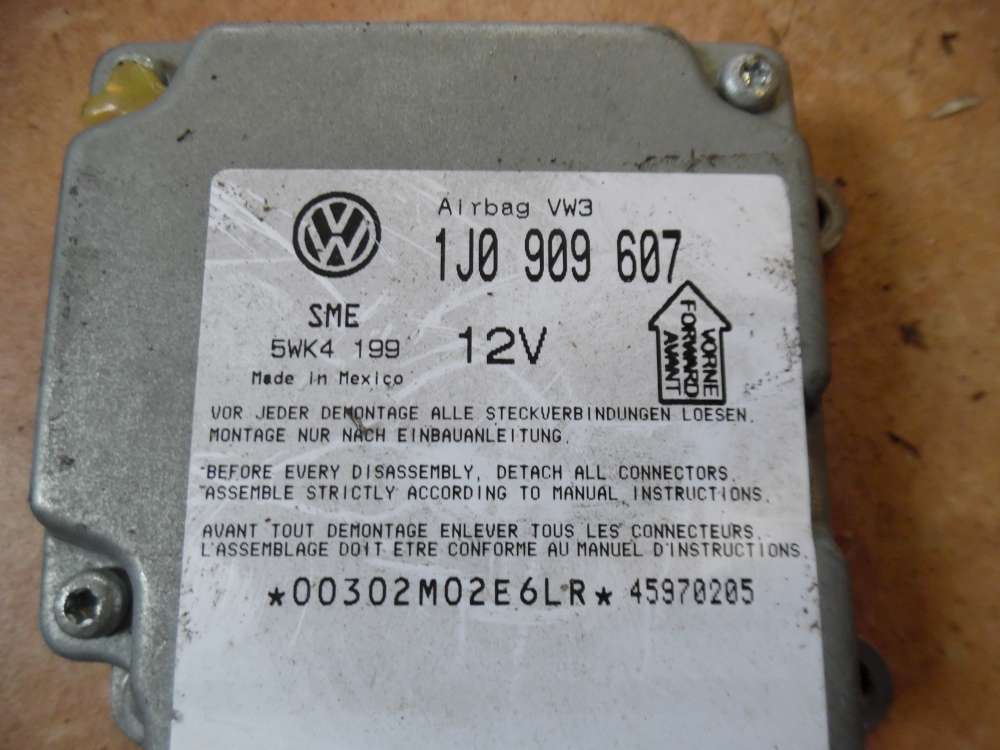 Airbag VW3
1J0 909 607
SME
5WK4 199
12V
Made in Mexico
VORNE
FORWARD
AVANT
VOR JEDER DEMONTAGE ALLE STECKVERBINDUNGEN LOESEN.
MONTAGE NUR NACH EINBAUANLEITUNG.
BEFORE EVERY DISASSEMBLY, DETACH ALL CONNECTORS.
ASSEMBLE STRICTLY ACCORDING TO MANUAL INSTRUCTIONS.
AVANT TOUT DEMONTAGE ENLEVER TOUS LES CONNECTEURS.
L'ASSEMBLAGE DOIT ETRE CONFORME AU MANUEL D'INSTRUCTIONS.
*00302M02E6LR* 45970205